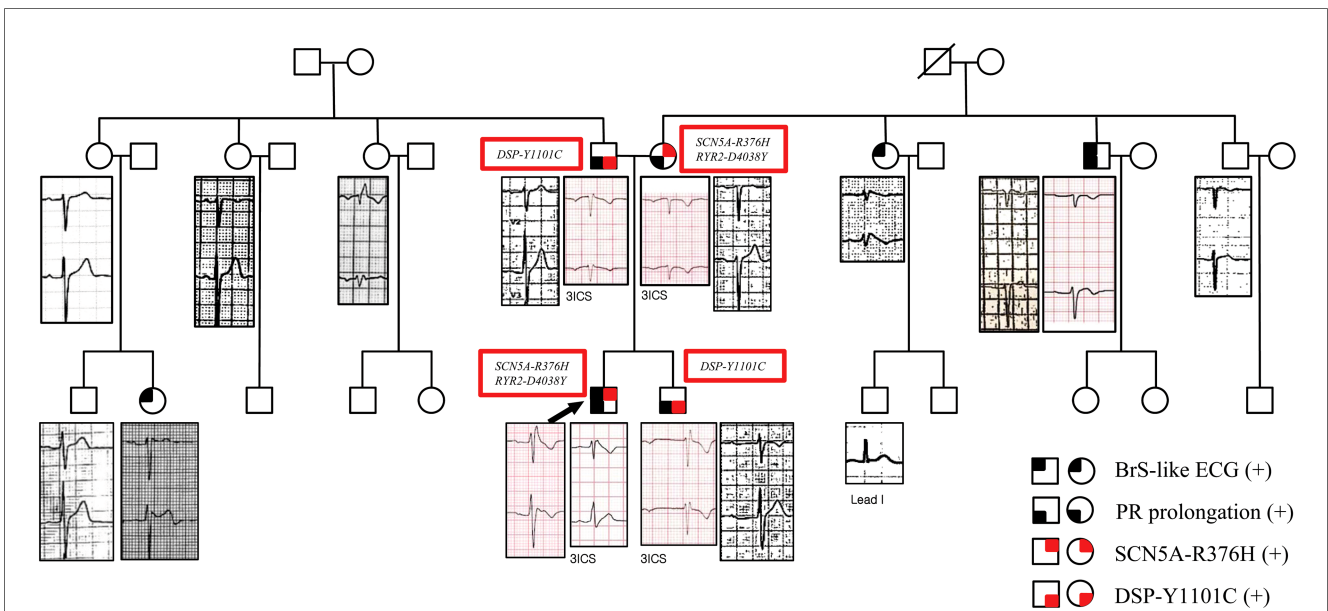 DSP-Y1101C
SCN5A-R376H
RYR2-D4038Y
V2
V3
3ICS
3ICS
SCN5A-R376H
RYR2-D4038Y
DSP-Y1101C
3ICS
3ICS
Lead I
BrS-like ECG (+)
PR prolongation (+)
SCN5A-R376H (+)
DSP-Y1101C (+)